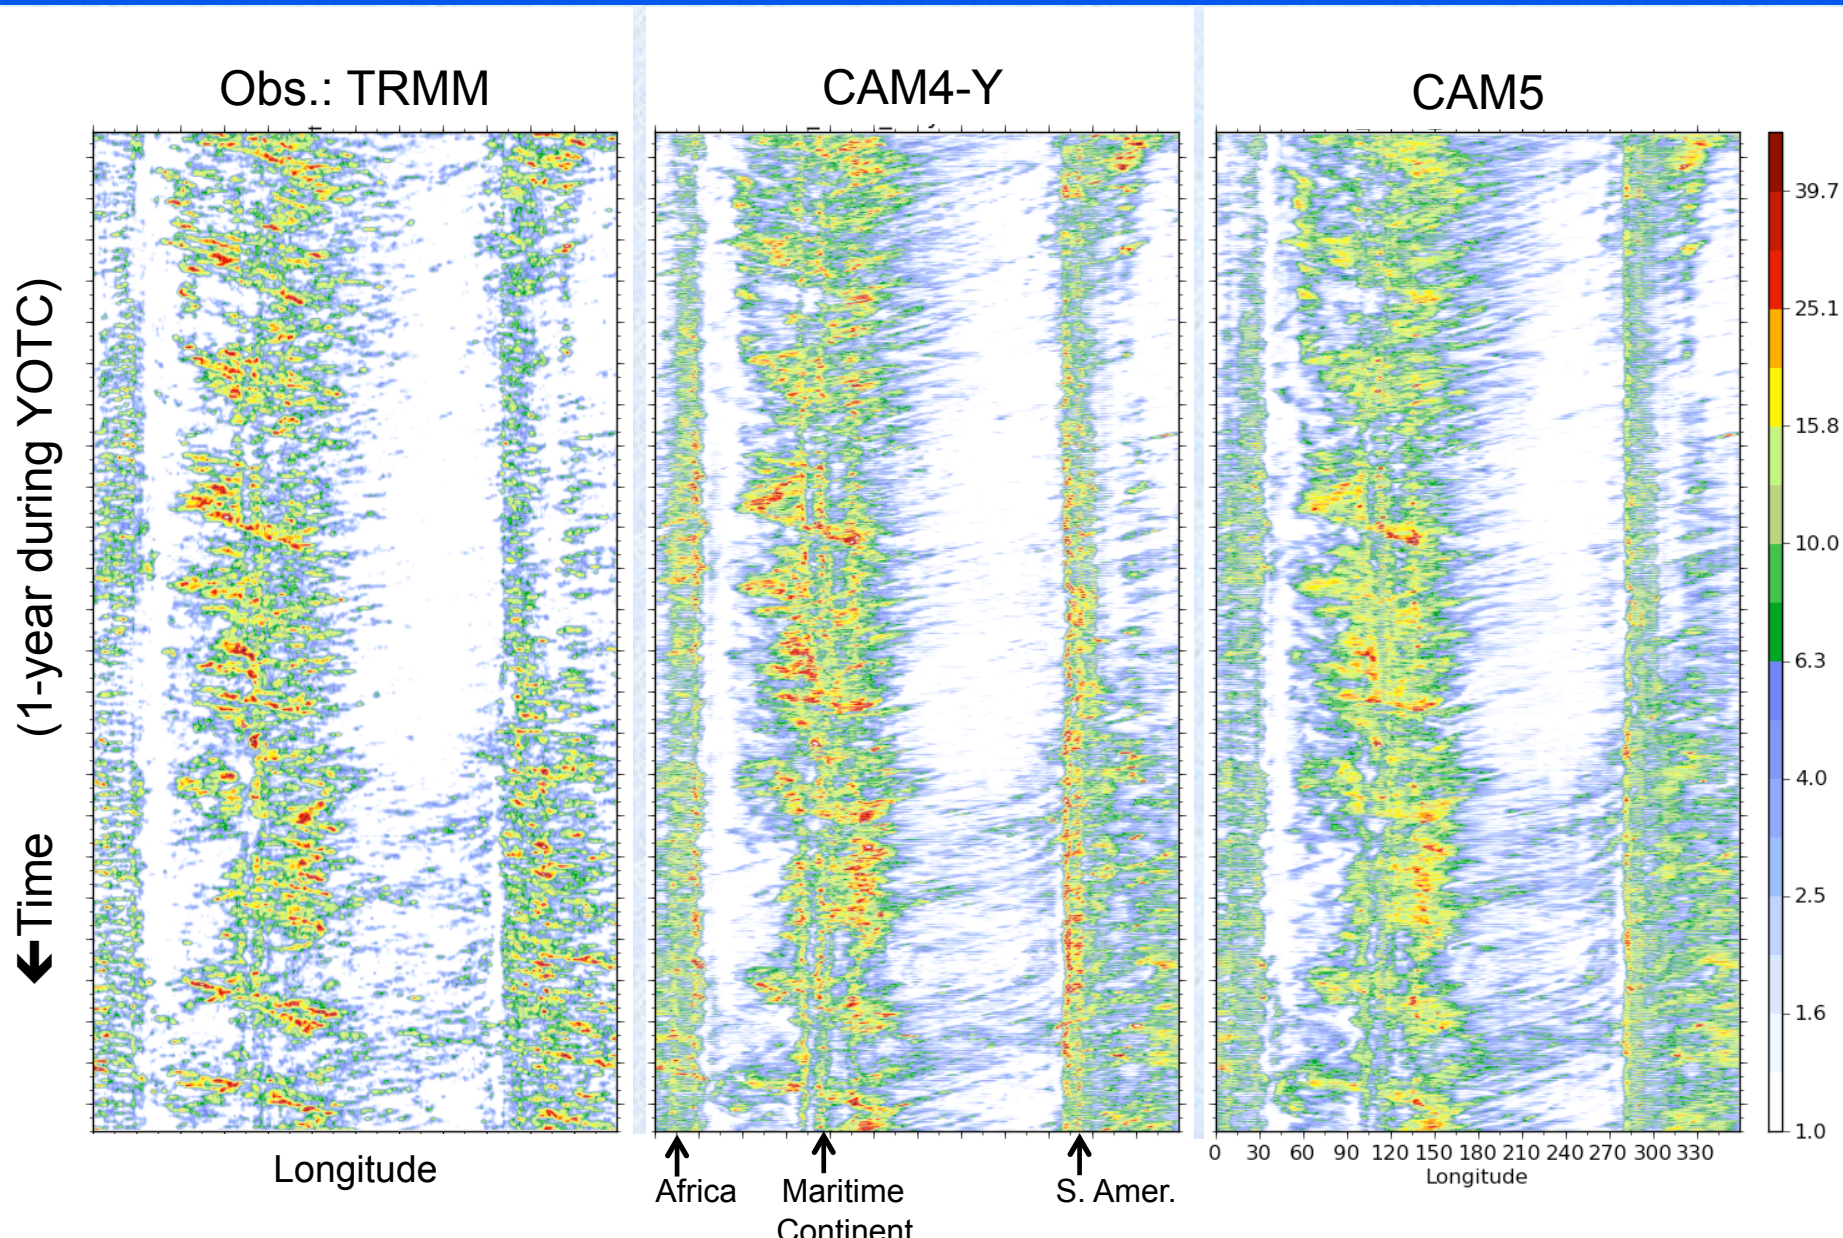 Obs.: TRMM
CAM4-Y
CAM5
←Time (1-year during YOTC)
39.7
25.1
15.8
10.0
6.3
4.0
2.5
1.6
1.0
0 30 60 90 120 150 180 210 240 270 300 330
Longitude
Longitude
Africa
Maritime
Continent
S. Amer.